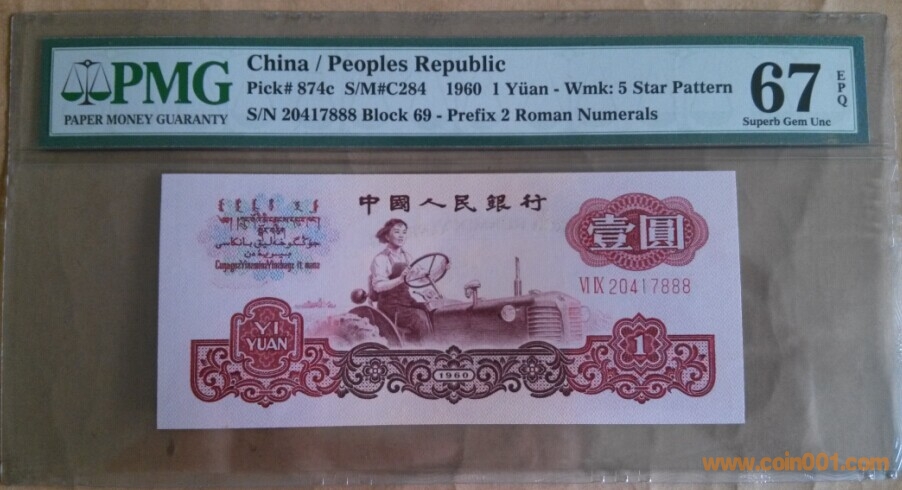 PMG
PAPER MONEY GUARANTY
China / Peoples Republic
Pick# 874c S/M#C284 1960 1 Yüan - Wmk: 5 Star Pattern
S/N 20417888 Block 69 - Prefix 2 Roman Numerals
67
EPQ
Superb Gem Unc
中國人民銀行
壹圓
VI IX 20417888
YI
YUAN
1960
1
www.coin001.com